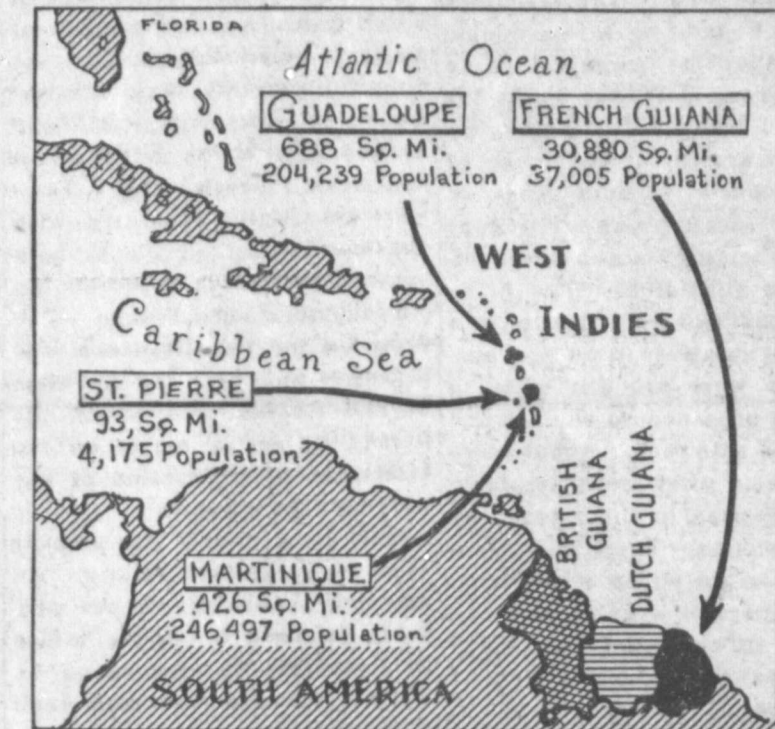 FLORIDA
Atlantic Ocean
GUADELOUPE
688 Sq. Mi.
204,239 Population
FRENCH GUIANA
30,880 Sq. Mi.
37,005 Population
CUBA
WEST
INDIES
Caribbean Sea
ST. PIERRE
93, Sq. Mi.
4,175 Population
BRITISH
GUIANA
DUTCH GUIANA
MARTINIQUE
426 Sq. Mi.
246,497 Population
SOUTH AMERICA